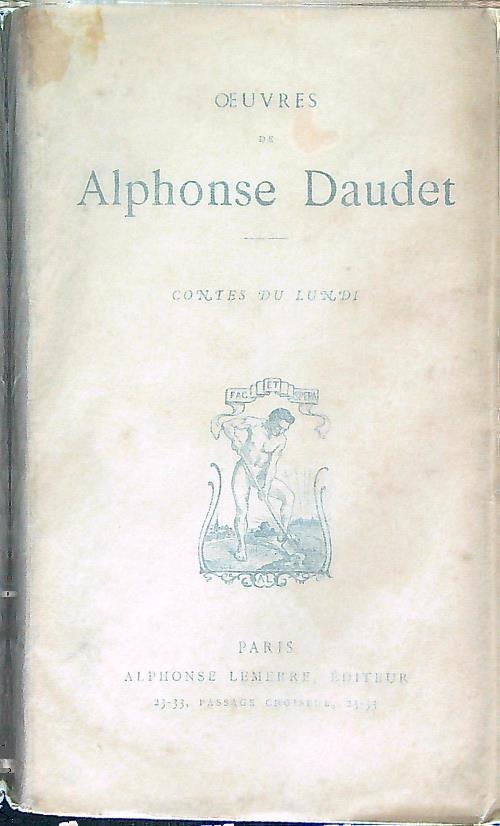 ŒUVRES
DE
Alphonse Daudet
CONTES DU LUNDI
FAC ET SPERA
AL
PARIS
ALPHONSE LEMERRE, ÉDITEUR
23-33, PASSAGE CHOISEUL, 23-33